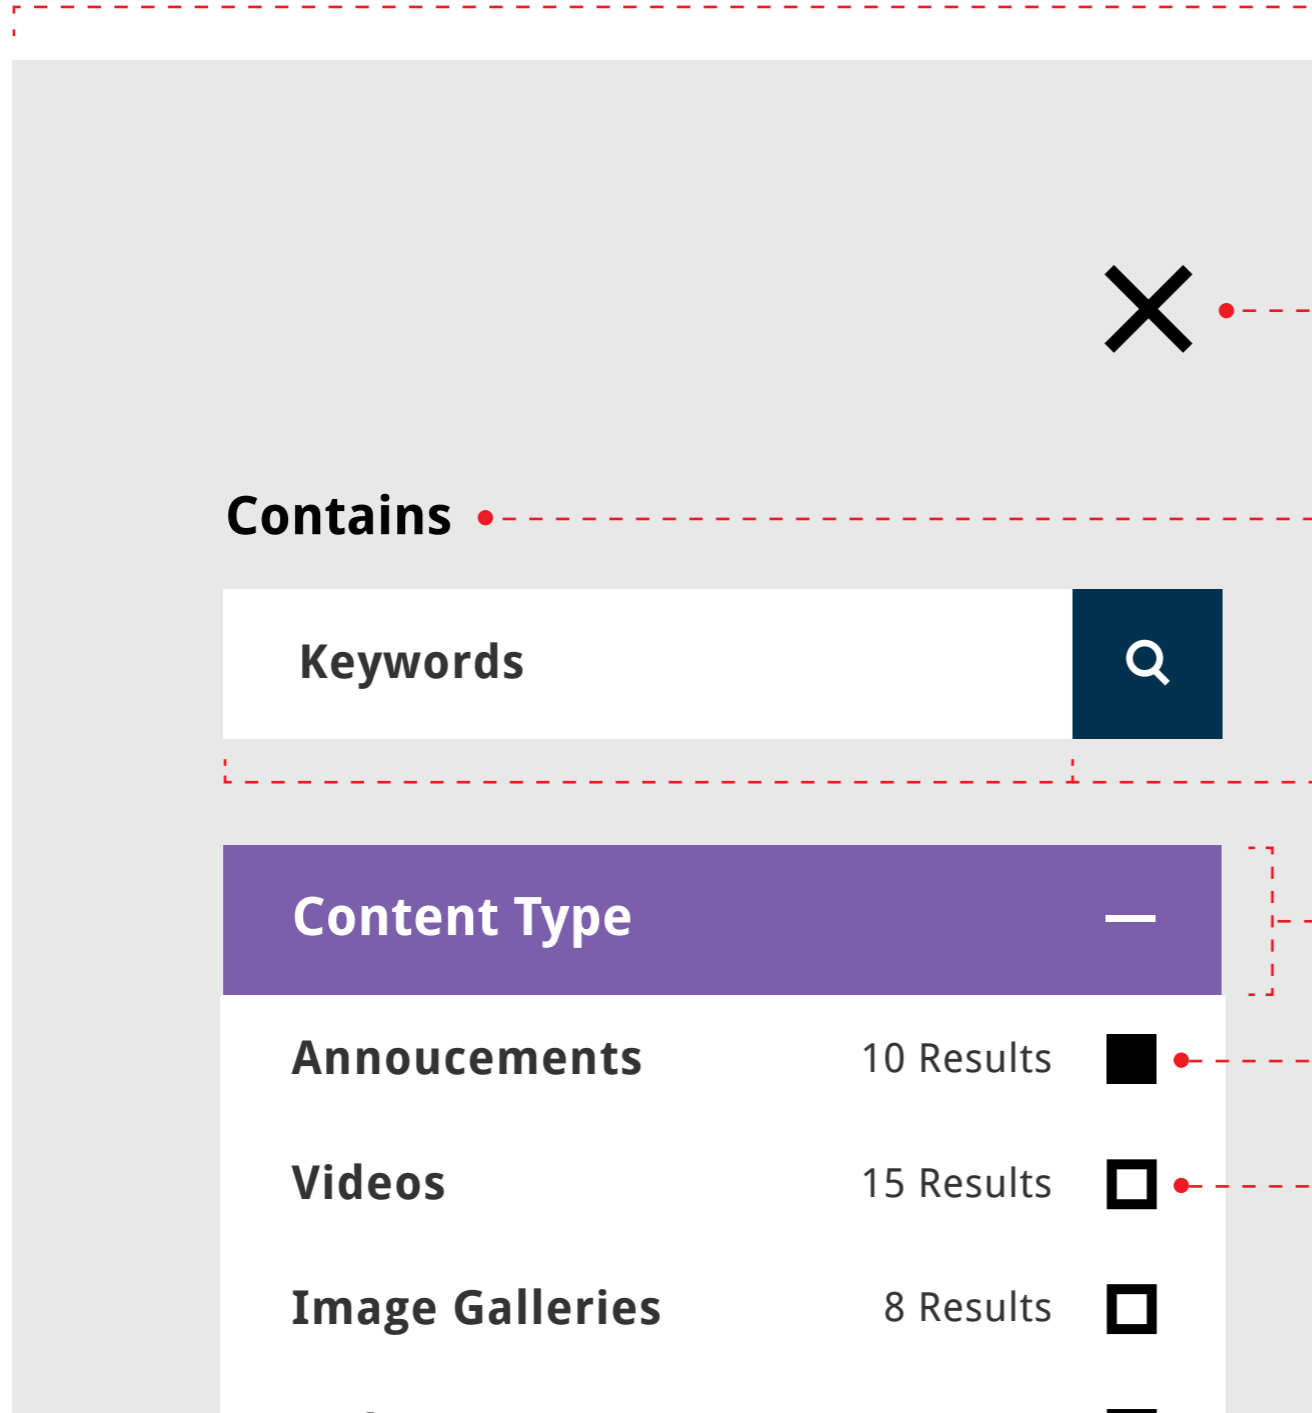 Contains
Keywords
Content Type
Annoucements 10 Results
Videos 15 Results
Image Galleries 8 Results